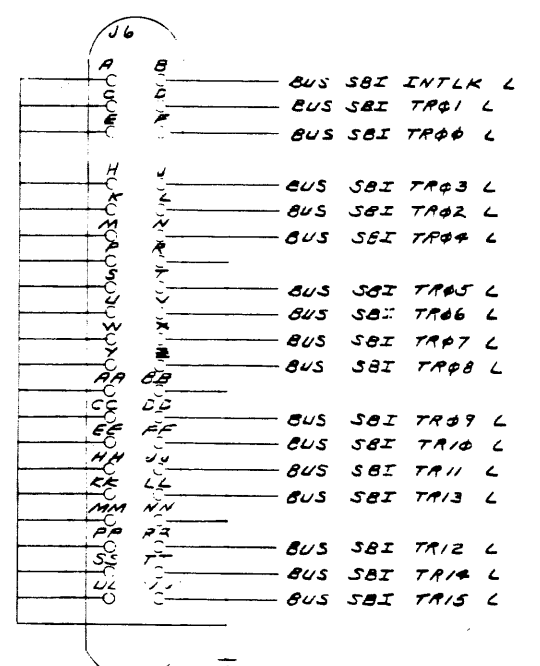 J6
A B
BUS SBI INTLK L
C D
BUS SBI TRØ1 L
E F
BUS SBI TRØØ L
H J
BUS SBI TRØ3 L
K L
BUS SBI TRØ2 L
M N
BUS SBI TRØ4 L
P R
S T
BUS SBI TRØ5 L
U V
BUS SBI TRØ6 L
W X
BUS SBI TRØ7 L
Y Z
BUS SBI TRØ8 L
AA BB
CC DD
BUS SBI TRØ9 L
EE FF
BUS SBI TR1Ø L
HH JJ
BUS SBI TR11 L
KK LL
BUS SBI TR13 L
MM NN
PP RR
BUS SBI TR12 L
SS TT
BUS SBI TR14 L
BUS SBI TR15 L